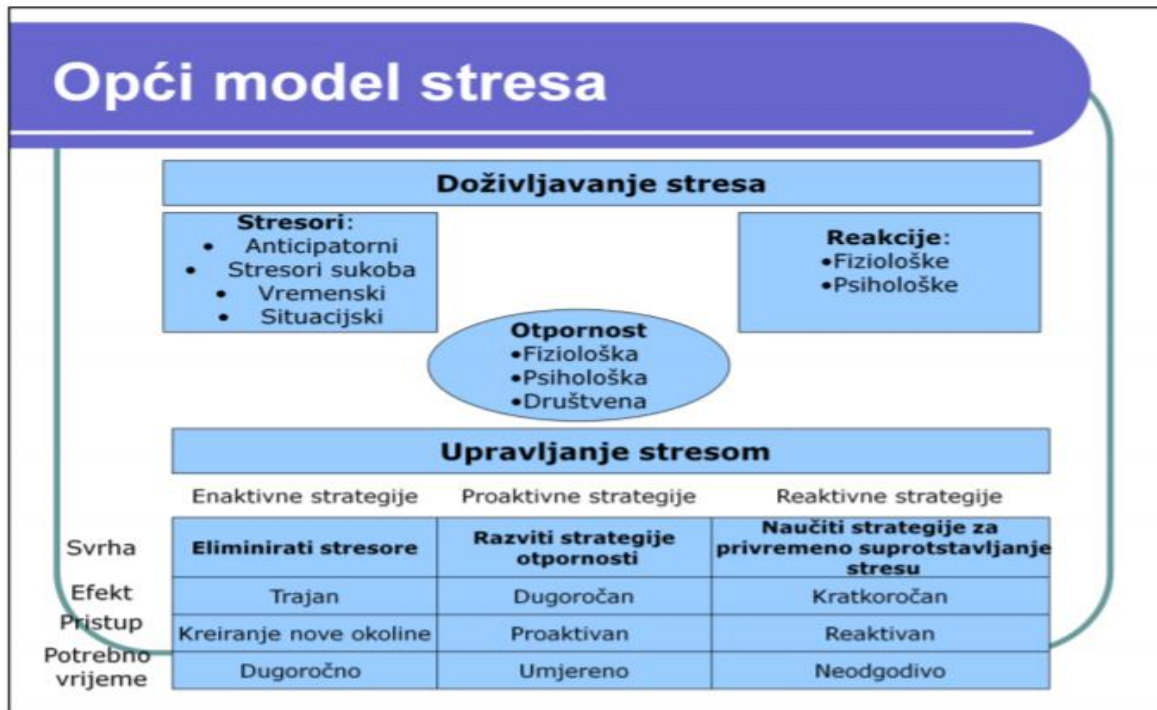 Opći model stresa
Doživljavanje stresa
Stresori:
• Anticipatorni
• Stresori sukoba
• Vremenski
• Situacijski
Reakcije:
•Fiziološke
•Psihološke
Otpornost
•Fiziološka
•Psihološka
•Društvena
Upravljanje stresom
Enaktivne strategije Proaktivne strategije Reaktivne strategije
Svrha
Eliminirati stresore
Razviti strategije
otpornosti
Naučiti strategije za
privremeno suprotstavljanje
stresu
Efekt Trajan Dugoročan Kratkoročan
Pristup Kreiranje nove okoline Proaktivan Reaktivan
Potrebno
vrijeme
Dugoročno Umjereno Neodgodivo